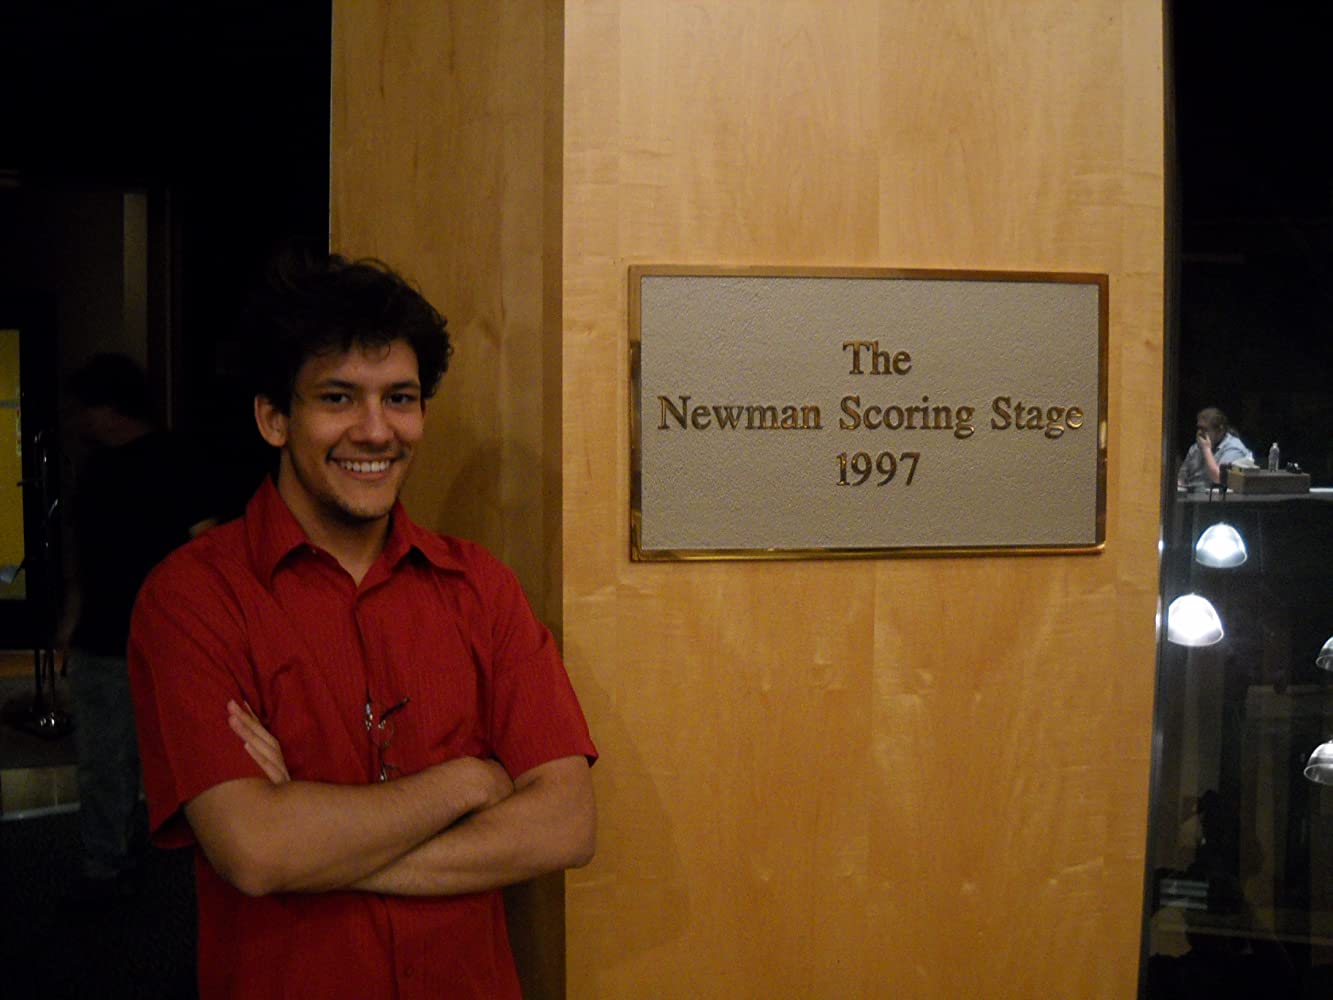 The
Newman Scoring Stage
1997